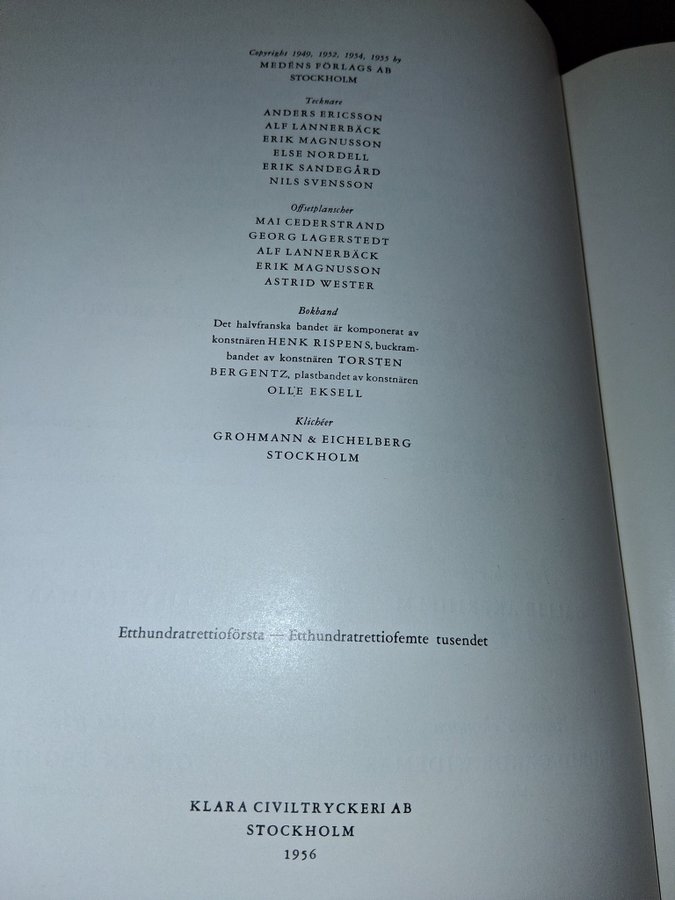 Copyright 1949, 1952, 1954, 1955 by
MEDÉNS FÖRLAGS AB
STOCKHOLM
Tecknare
ANDERS ERICSSON
ALF LANNERBÄCK
ERIK MAGNUSSON
ELSE NORDELL
ERIK SANDEGÅRD
NILS SVENSSON
Offsetplanscher
MAI CEDERSTRAND
GEORG LAGERSTEDT
ALF LANNERBÄCK
ERIK MAGNUSSON
ASTRID WESTER
Bokband
Det halvfranska bandet är komponerat av
konstnären HENK RISPENS, buckram-
bandet av konstnären TORSTEN
BERGENTZ, plastbandet av konstnären
OLLE EKSELL
Klichéer
GROHMANN & EICHELBERG
STOCKHOLM
Etthundratrettioförsta — Etthundratrettiofemte tusendet
KLARA CIVILTRYCKERI AB
STOCKHOLM
1956